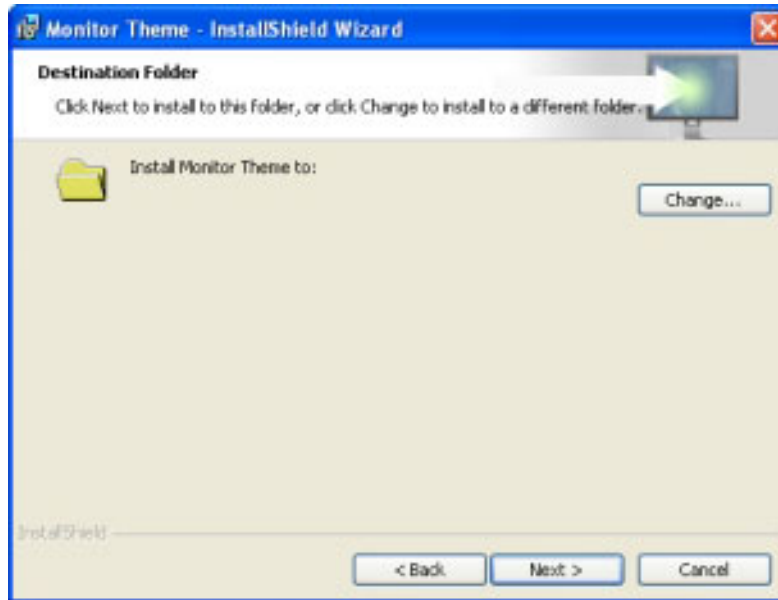 Monitor Theme - InstallShield Wizard
Destination Folder
Click Next to install to this folder, or click Change to install to a different folder.
Install Monitor Theme to:
Change...
InstallShield
< Back
Next >
Cancel